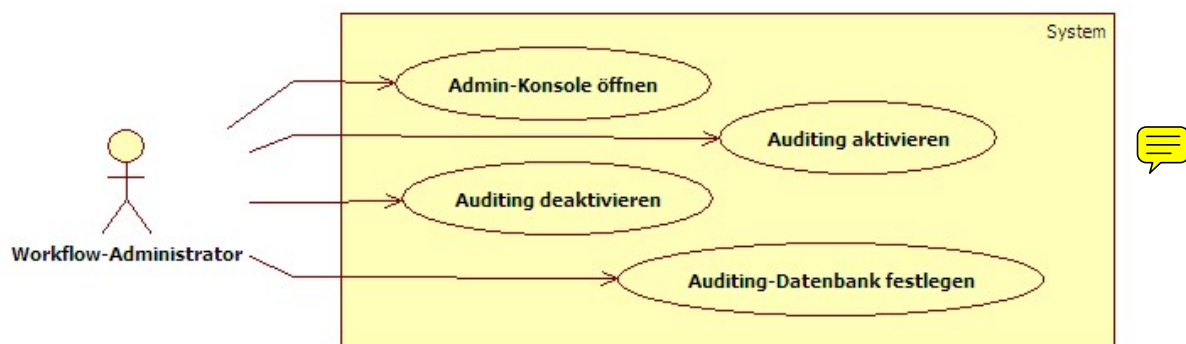 System
Admin-Konsole öffnen
Auditing aktivieren
Auditing deaktivieren
Workflow-Administrator
Auditing-Datenbank festlegen